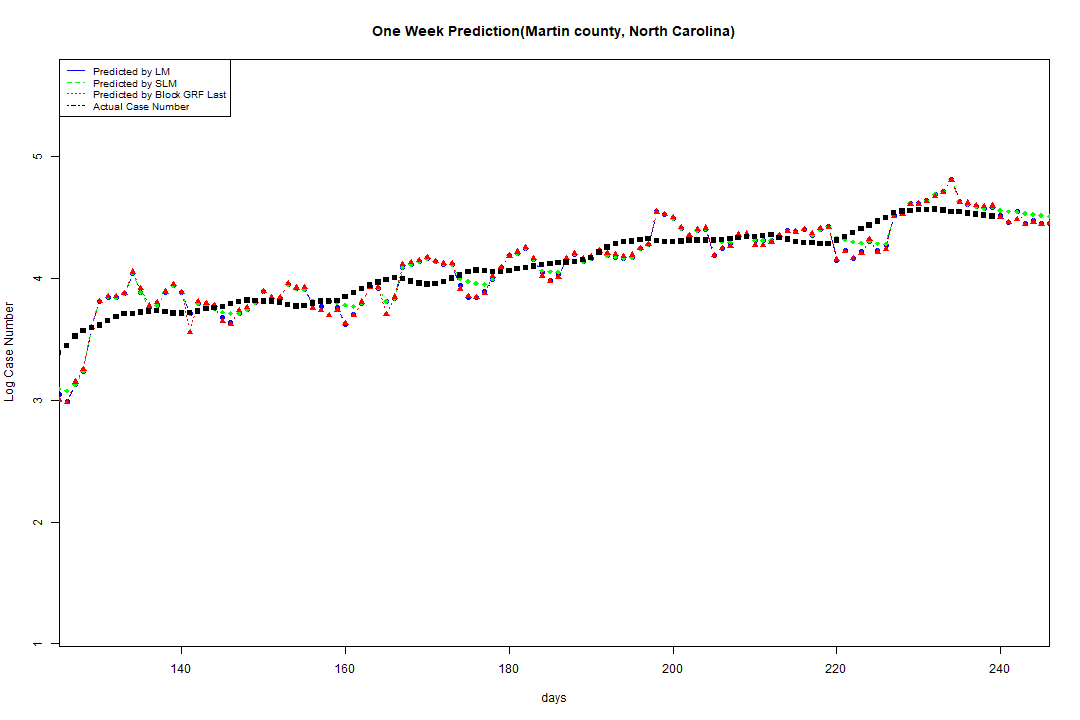 One Week Prediction(Martin county, North Carolina)
Predicted by LM
Predicted by SLM
Predicted by Block GRF Last
Actual Case Number
5
4
3
2
1
Log Case Number
140 160 180 200 220 240
days